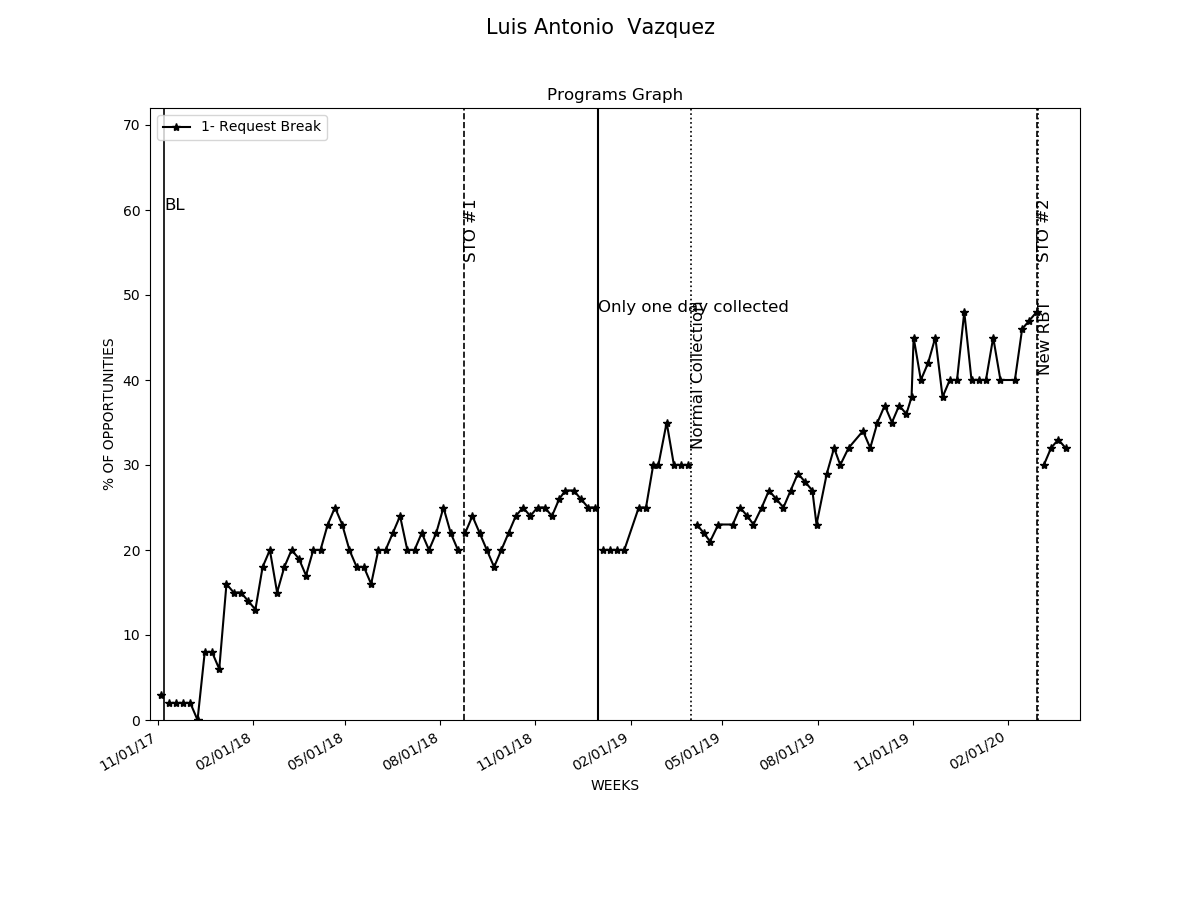 Luis Antonio  Vazquez
Programs Graph
1- Request Break
BL
STO #1
Only one day collected
Normal Collection
STO #2
New RBT
% OF OPPORTUNITIES
70
60
50
40
30
20
10
0
11/01/17
02/01/18
05/01/18
08/01/18
11/01/18
02/01/19
05/01/19
08/01/19
11/01/19
02/01/20
WEEKS